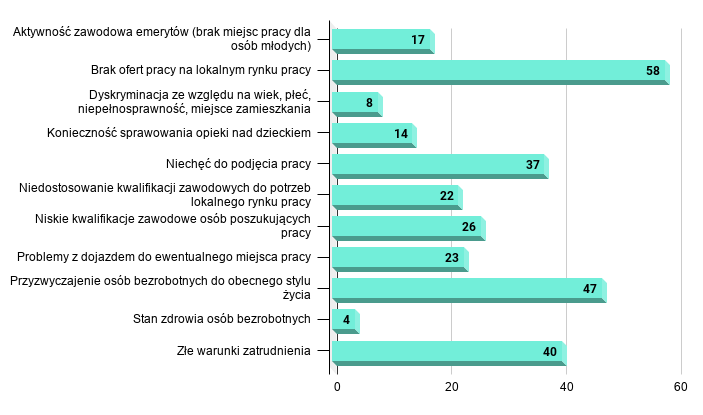 Aktywność zawodowa emerytów (brak miejsc pracy dla
osób młodych)
17
Brak ofert pracy na lokalnym rynku pracy
58
Dyskryminacja ze względu na wiek, płeć,
niepełnosprawność, miejsce zamieszkania
8
Konieczność sprawowania opieki nad dzieckiem
14
Niechęć do podjęcia pracy
37
Niedostosowanie kwalifikacji zawodowych do potrzeb
lokalnego rynku pracy
22
Niskie kwalifikacje zawodowe osób poszukujących
pracy
26
Problemy z dojazdem do ewentualnego miejsca pracy
23
Przyzwyczajenie osób bezrobotnych do obecnego stylu
życia
47
Stan zdrowia osób bezrobotnych
4
Złe warunki zatrudnienia
40
0 20 40 60